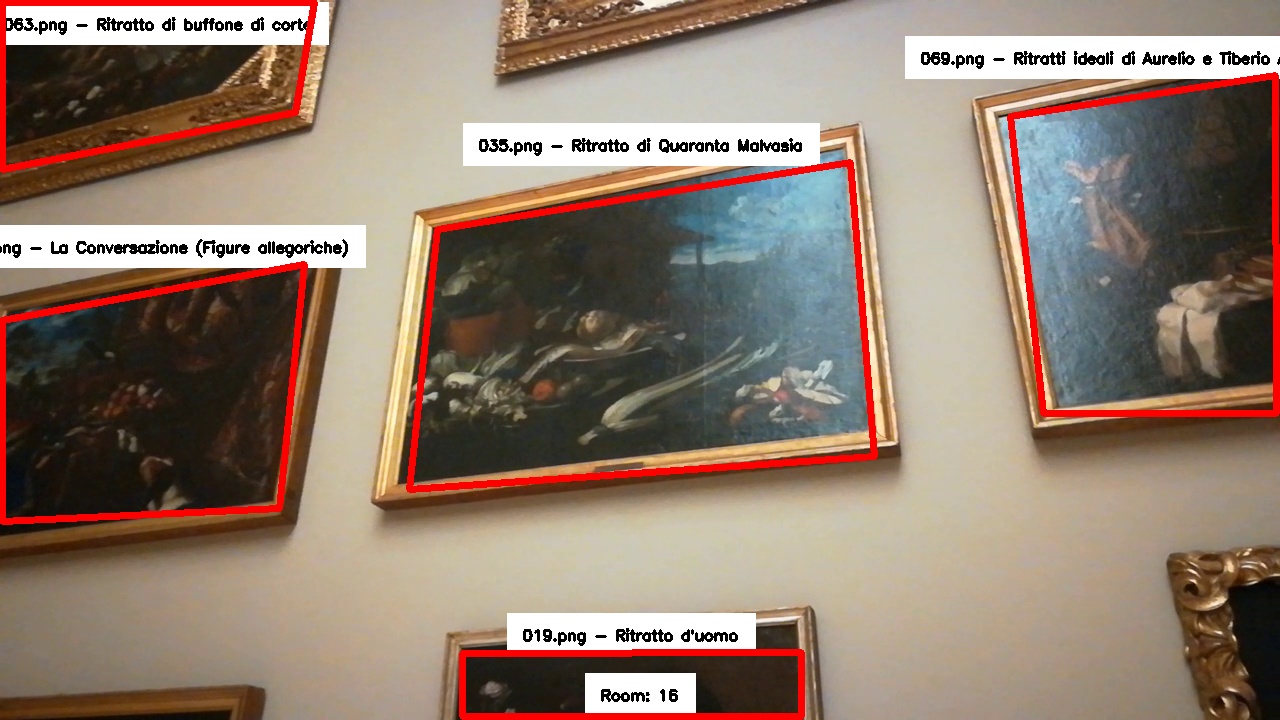 063.png - Ritratto di buffone di corte
069.png - Ritratti ideali di Aurelio e Tiberio
035.png - Ritratto di Quaranta Malvasia
png - La Conversazione (Figure allegoriche)
019.png - Ritratto d'uomo
Room: 16